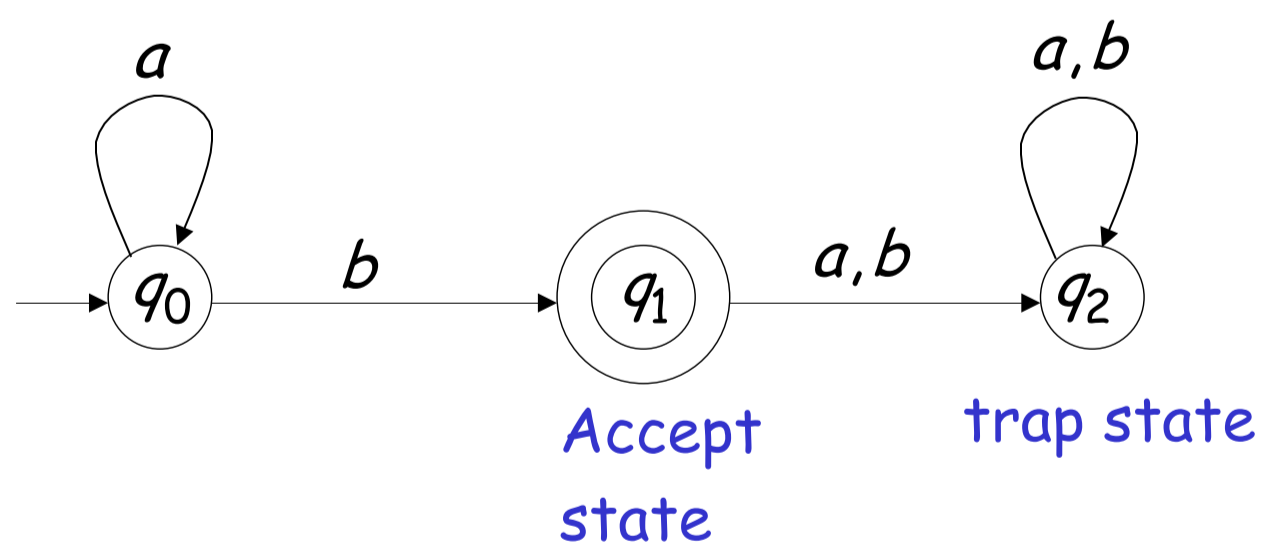 a
a,b
b
a,b
q0
q1
q2
Accept
state
trap state